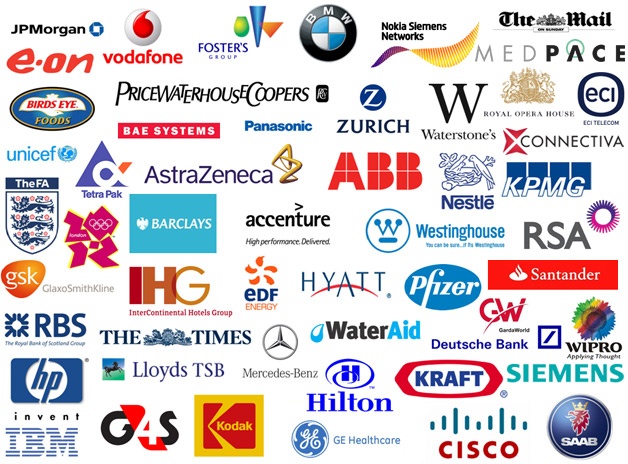 JPMorgan
e·on
vodafone
FOSTER'S
GROUP
BMW
Nokia Siemens
Networks
The Mail
ON SUNDAY
MEDPACE
BIRDS EYE
FOODS
PRICEWATERHOUSECOOPERS
PwC
BAE SYSTEMS
Panasonic
Z
ZURICH
W
Waterstone's
ROYAL OPERA HOUSE
ECI
ECI TELECOM
CONNECTIVA
unicef
Tetra Pak
AstraZeneca
ABB
Nestlé
KPMG
The FA
london
BARCLAYS
accenture
High performance. Delivered.
W
Westinghouse
You can be sure...if it's Westinghouse
RSA
gsk
GlaxoSmithKline
IHG
InterContinental Hotels Group
eDF
ENERGY
HYATT
Pfizer
Santander
RBS
The Royal Bank of Scotland Group
THE TIMES
WaterAid
GW
GardaWorld
Deutsche Bank
WIPRO
Applying Thought
hp
invent
Lloyds TSB
Mercedes-Benz
H
Hilton
KRAFT
®
SIEMENS
IBM
G4S
Kodak
GE
GE Healthcare
CISCO
SAAB